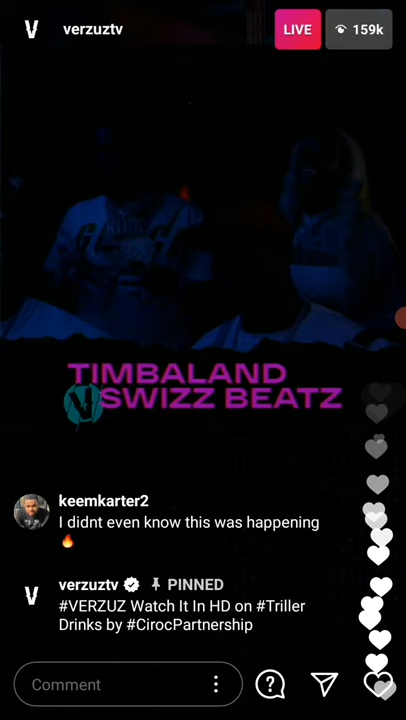 verzuztv
LIVE
159k
TIMBALAND
SWIZZ BEATZ
keemkarter2
I didnt even know this was happening
🔥
verzuztv PINNED
#VERZUZ Watch It In HD on #Triller
Drinks by #CirocPartnership
Comment